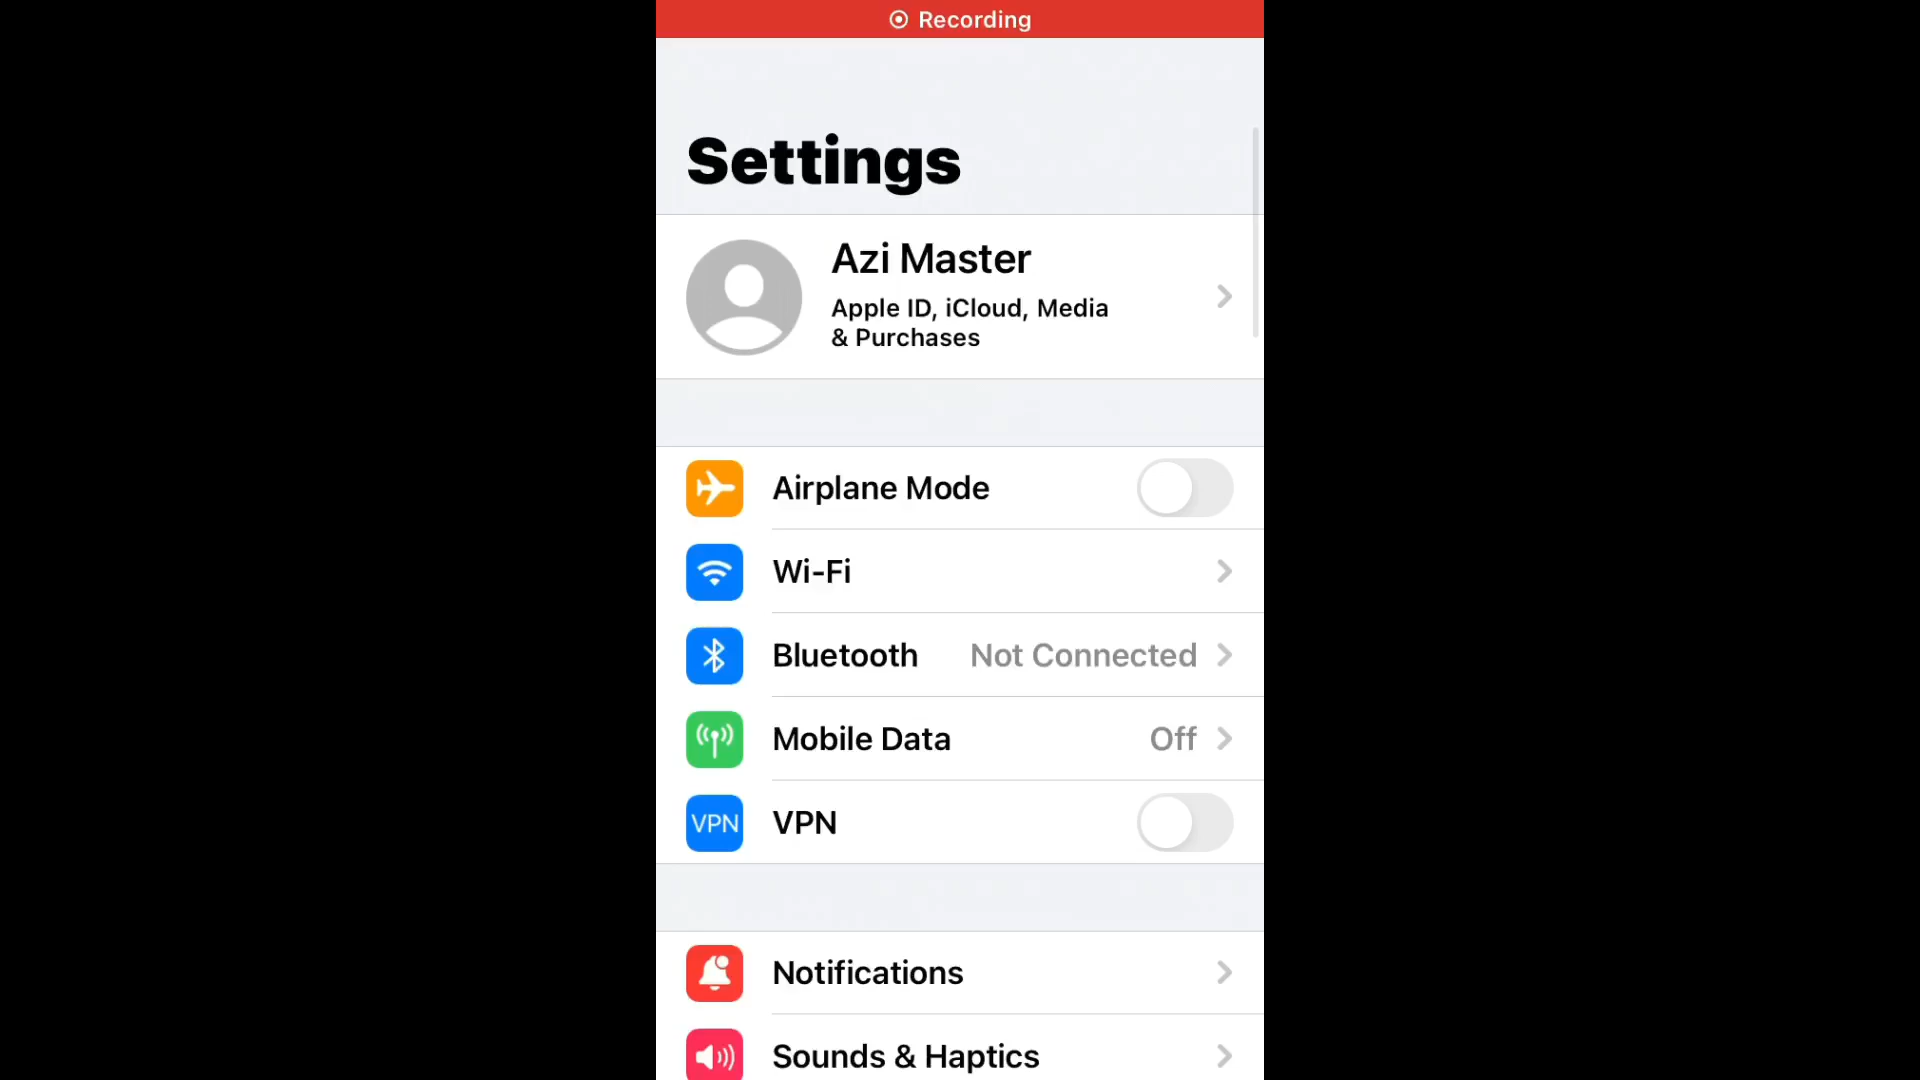 Recording
Settings
Azi Master
Apple ID, iCloud, Media
& Purchases
Airplane Mode
Wi-Fi
Bluetooth Not Connected
Mobile Data Off
VPN VPN
Notifications
Sounds & Haptics